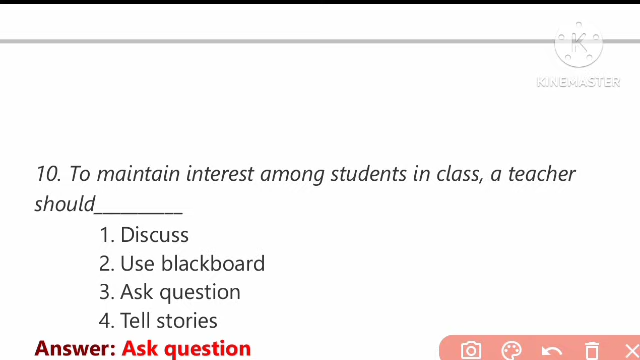 K
KINEMASTER
10. To maintain interest among students in class, a teacher
should_________
1. Discuss
2. Use blackboard
3. Ask question
4. Tell stories
Answer: Ask question